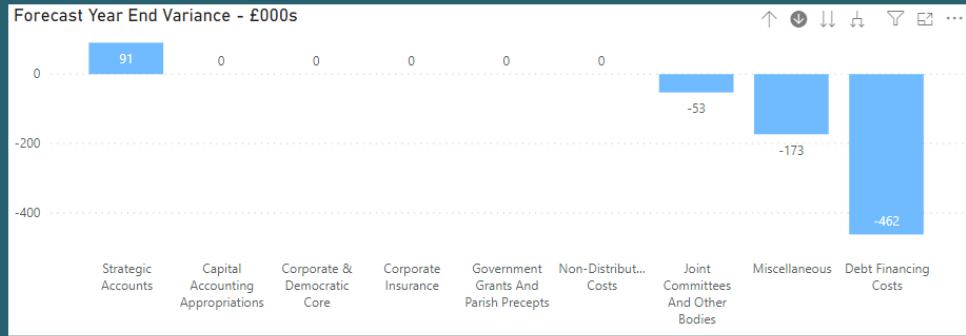 Forecast Year End Variance - £000s
91
0
0
0
0
0
0
-53
-200
-173
-400
-462
Strategic
Accounts
Capital
Accounting
Appropriations
Corporate &
Democratic
Core
Corporate
Insurance
Government
Grants And
Parish Precepts
Non-Distribut...
Costs
Joint
Committees
And Other
Bodies
Miscellaneous
Debt Financing
Costs